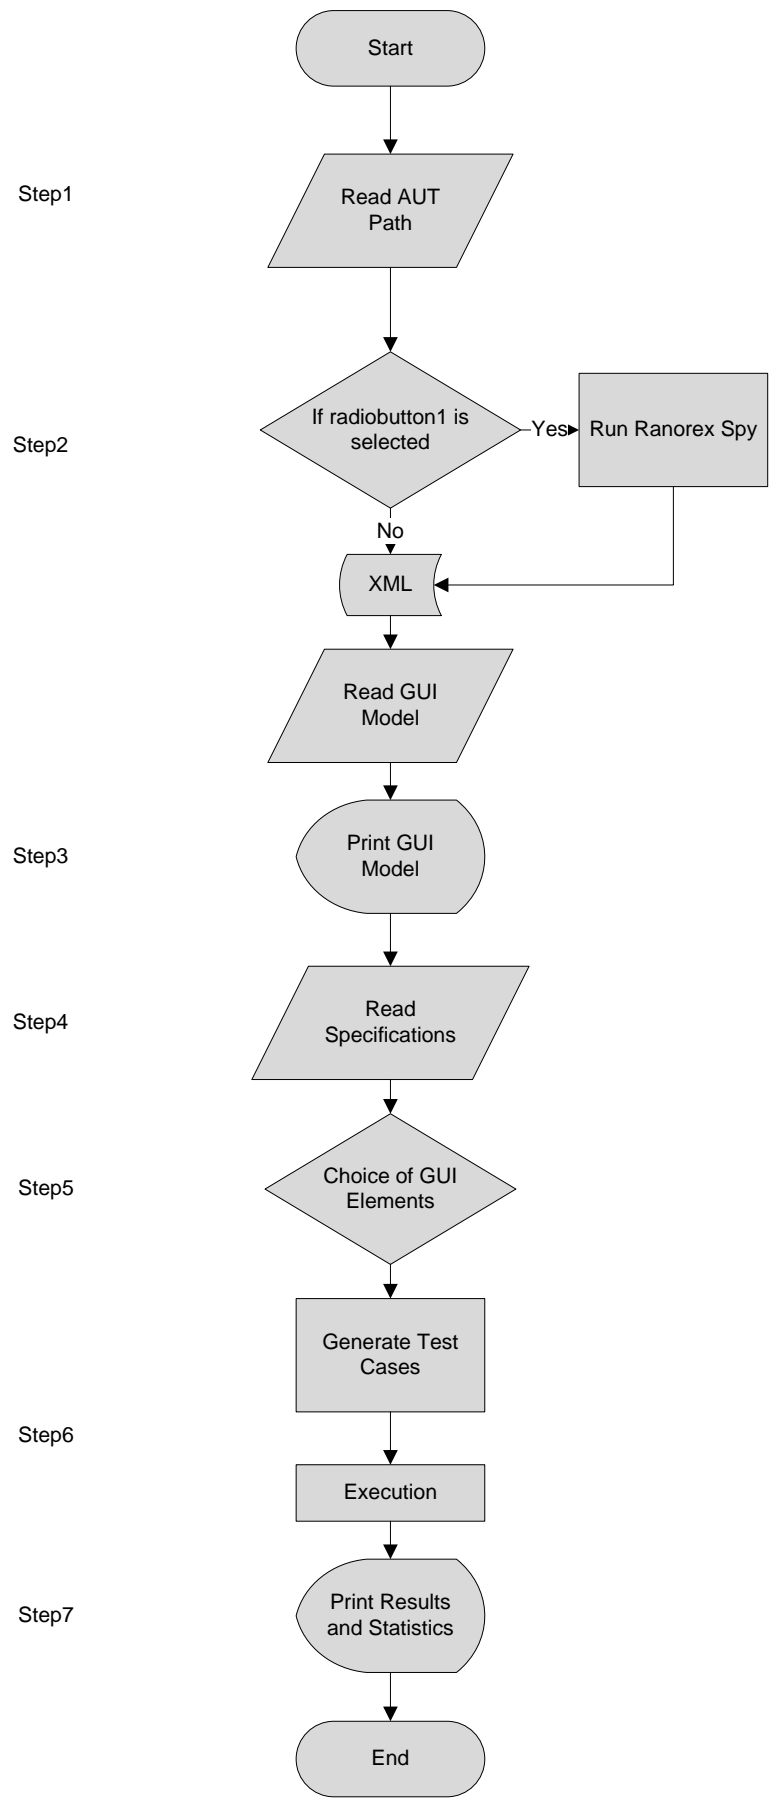 Start
Step1
Read AUT
Path
Step2
If radiobutton1 is
selected
Yes
Run Ranorex Spy
No
XML
Read GUI
Model
Step3
Print GUI
Model
Step4
Read
Specifications
Step5
Choice of GUI
Elements
Generate Test
Cases
Step6
Execution
Step7
Print Results
and Statistics
End